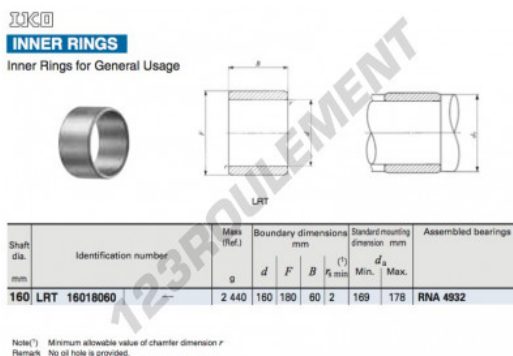 IKO
INNER RINGS
Inner Rings for General Usage
B
r
F
d
r
da
LRT
123ROULEMENT
Shaft dia. mm
Identification number
Mass (Ref.) g
Boundary dimensions mm
d F B rs min (1)
Standard mounting dimension mm
da
Min. Max.
Assembled bearings
160 LRT 16018060 — 2 440 160 180 60 2 169 178 RNA 4932
Note(1) Minimum allowable value of chamfer dimension r
Remark No oil hole is provided.